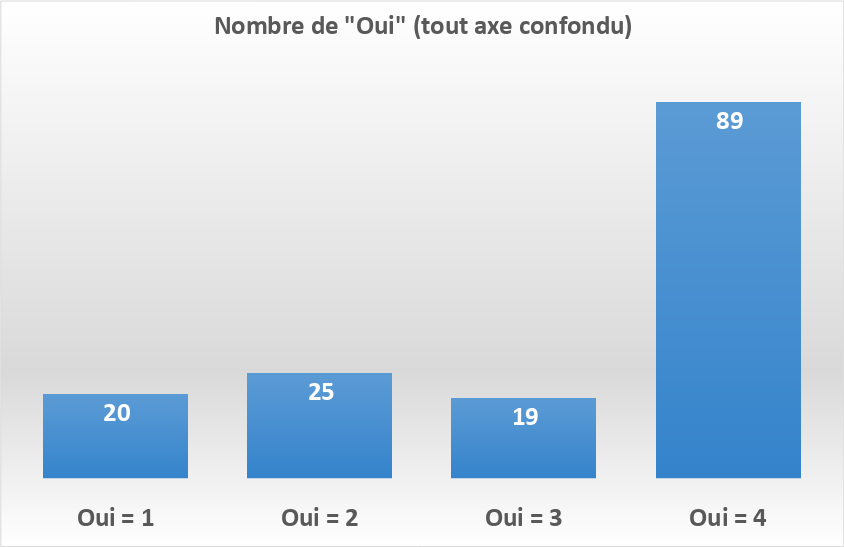 Nombre de "Oui" (tout axe confondu)
89
25
20
19
Oui = 1
Oui = 2
Oui = 3
Oui = 4